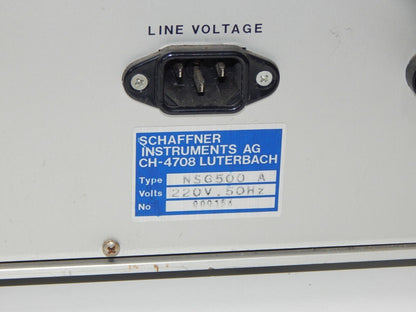 LINE VOLTAGE
SCHAFFNER
INSTRUMENTS AG
CH-4708 LUTERBACH
Type NSG500 A
Volts 220V.50Hz
No